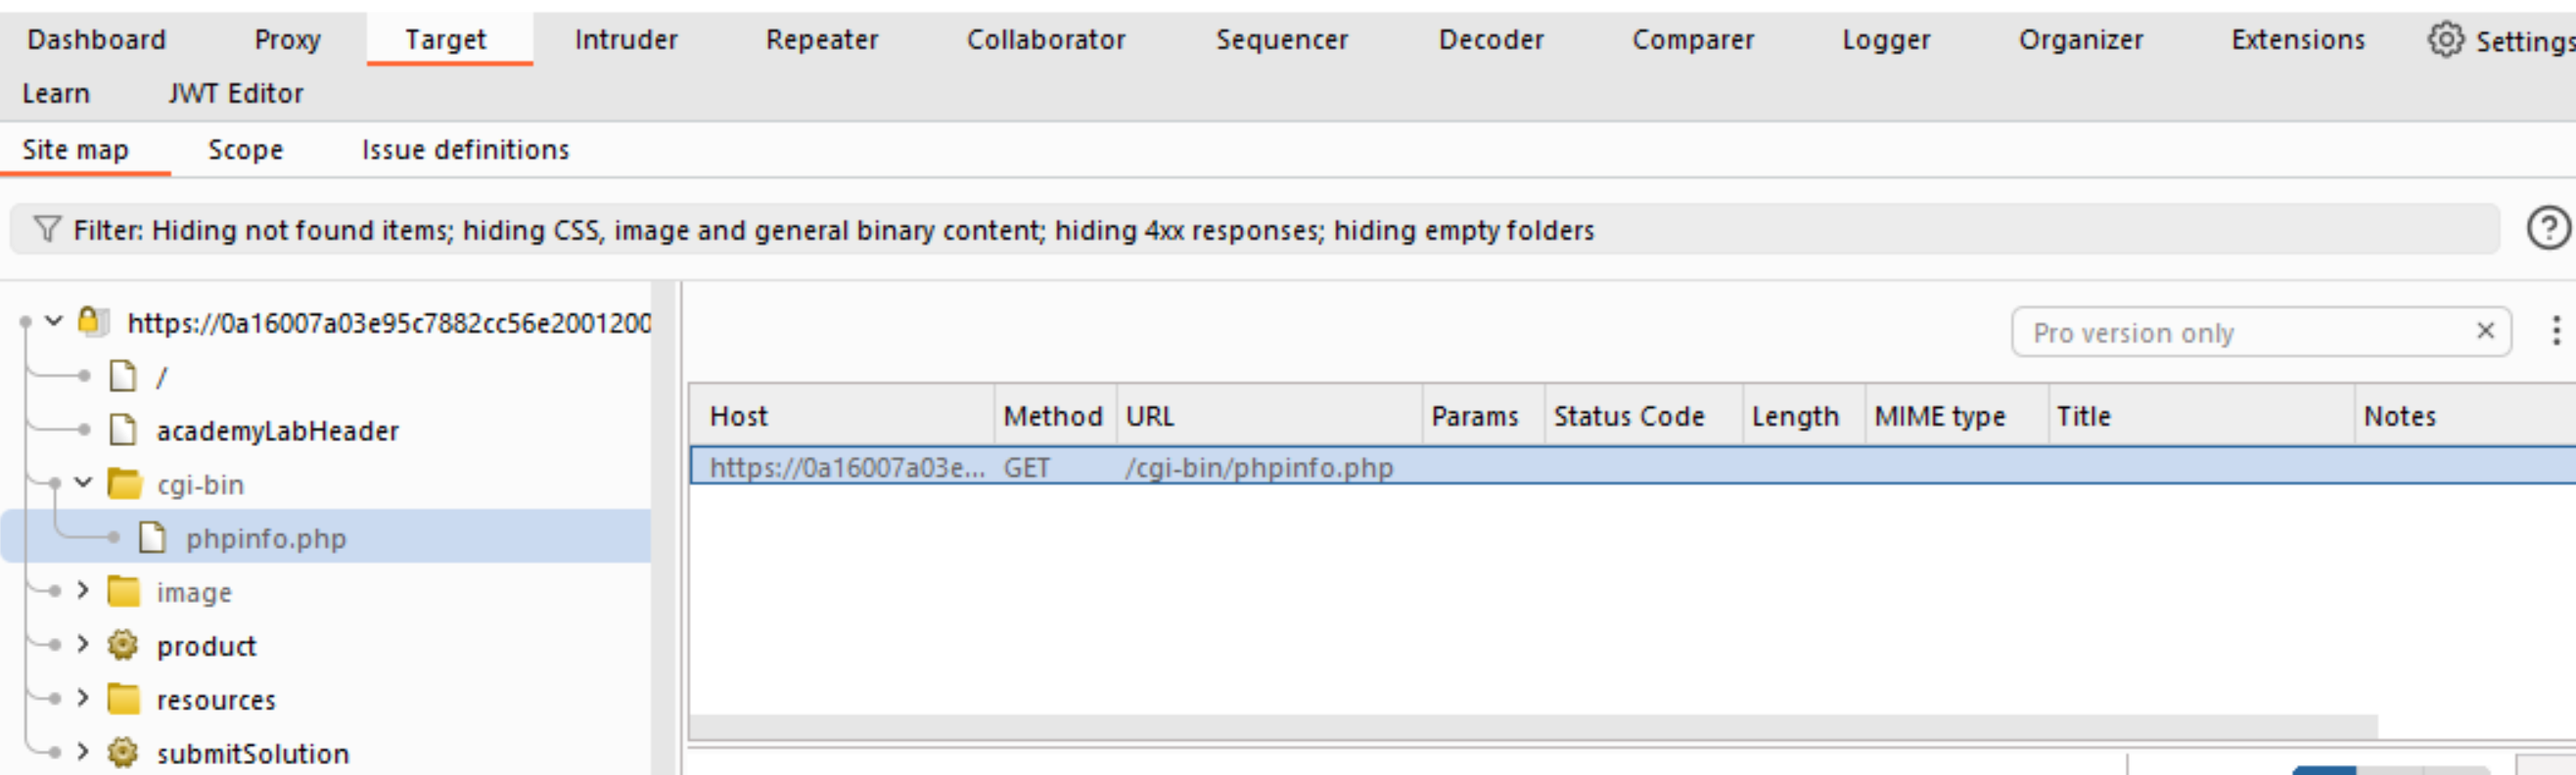 Dashboard Proxy Target Intruder Repeater Collaborator Sequencer Decoder Comparer Logger Organizer Extensions Settings
Learn JWT Editor
Site map Scope Issue definitions
Filter: Hiding not found items; hiding CSS, image and general binary content; hiding 4xx responses; hiding empty folders
https://0a16007a03e95c7882cc56e2001200
/
academyLabHeader
cgi-bin
phpinfo.php
image
product
resources
submitSolution
Pro version only
Host Method URL Params Status Code Length MIME type Title Notes
https://0a16007a03e... GET /cgi-bin/phpinfo.php